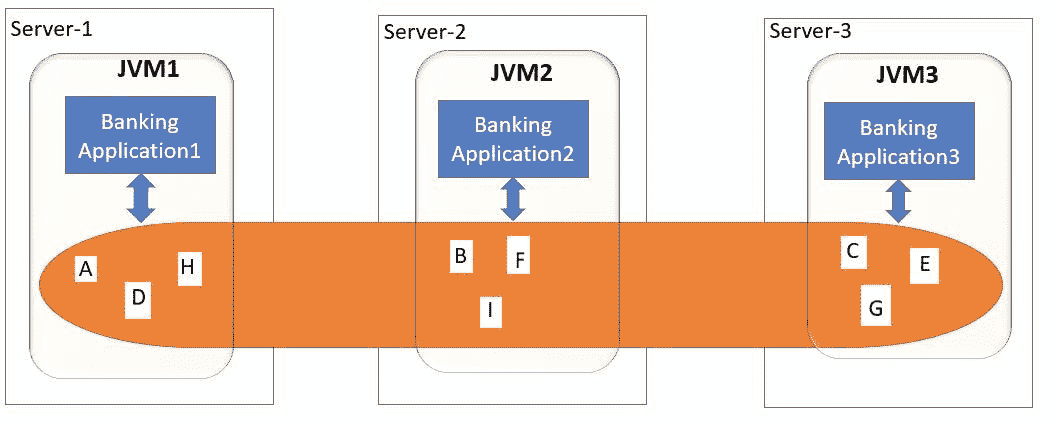 Server-1
JVM1
Banking
Application1
A
H
D
Server-2
JVM2
Banking
Application2
B
F
I
Server-3
JVM3
Banking
Application3
C
E
G